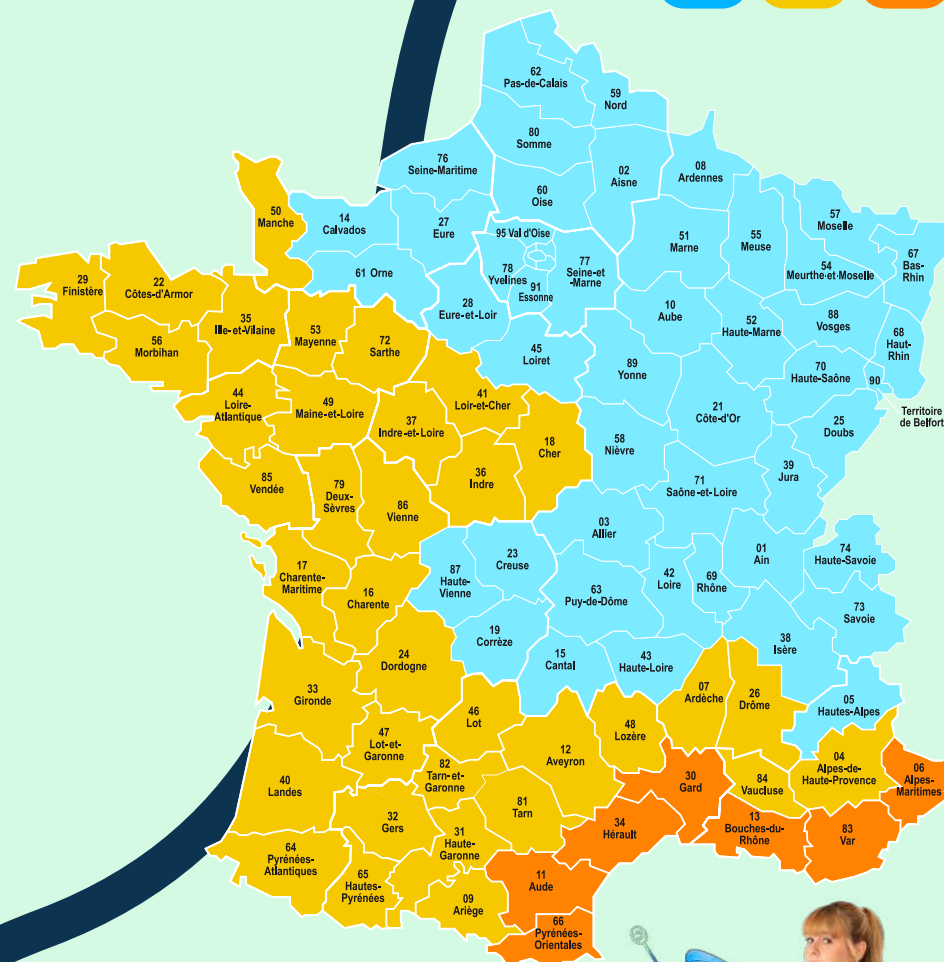 62
Pas-de-Calais
59
Nord
80
Somme
76
Seine-Maritime
02
Aisne
08
Ardennes
60
Oise
50
Manche
14
Calvados
27
Eure
95 Val d'Oise
51
Marne
55
Meuse
57
Moselle
67
Bas-
Rhin
54
Meurthe-et-Moselle
61 Orne
78
Yvelines
91
Essonne
77
Seine-et
-Marne
29
Finistère
22
Côtes-d'Armor
28
Eure-et-Loir
10
Aube
52
Haute-Marne
88
Vosges
68
Haut-
Rhin
35
Ille-et-Vilaine
53
Mayenne
72
Sarthe
56
Morbihan
45
Loiret
89
Yonne
70
Haute-Saône
90
Territoire
de Belfort
44
Loire-
Atlantique
49
Maine-et-Loire
41
Loir-et-Cher
37
Indre-et-Loire
18
Cher
58
Nièvre
21
Côte-d'Or
25
Doubs
39
Jura
85
Vendée
79
Deux-
Sèvres
86
Vienne
36
Indre
71
Saône-et-Loire
03
Allier
01
Ain
74
Haute-Savoie
17
Charente-
Maritime
16
Charente
87
Haute-
Vienne
23
Creuse
63
Puy-de-Dôme
42
Loire
69
Rhône
73
Savoie
19
Corrèze
38
Isère
24
Dordogne
15
Cantal
43
Haute-Loire
33
Gironde
07
Ardèche
26
Drôme
05
Hautes-Alpes
46
Lot
48
Lozère
47
Lot-et-
Garonne
12
Aveyron
82
Tarn-et-
Garonne
04
Alpes-de-
Haute-Provence
06
Alpes-
Maritimes
40
Landes
30
Gard
84
Vaucluse
32
Gers
81
Tarn
34
Hérault
13
Bouches-du-
Rhône
83
Var
31
Haute-
Garonne
64
Pyrénées-
Atlantiques
65
Hautes-
Pyrénées
09
Ariège
11
Aude
66
Pyrénées-
Orientales